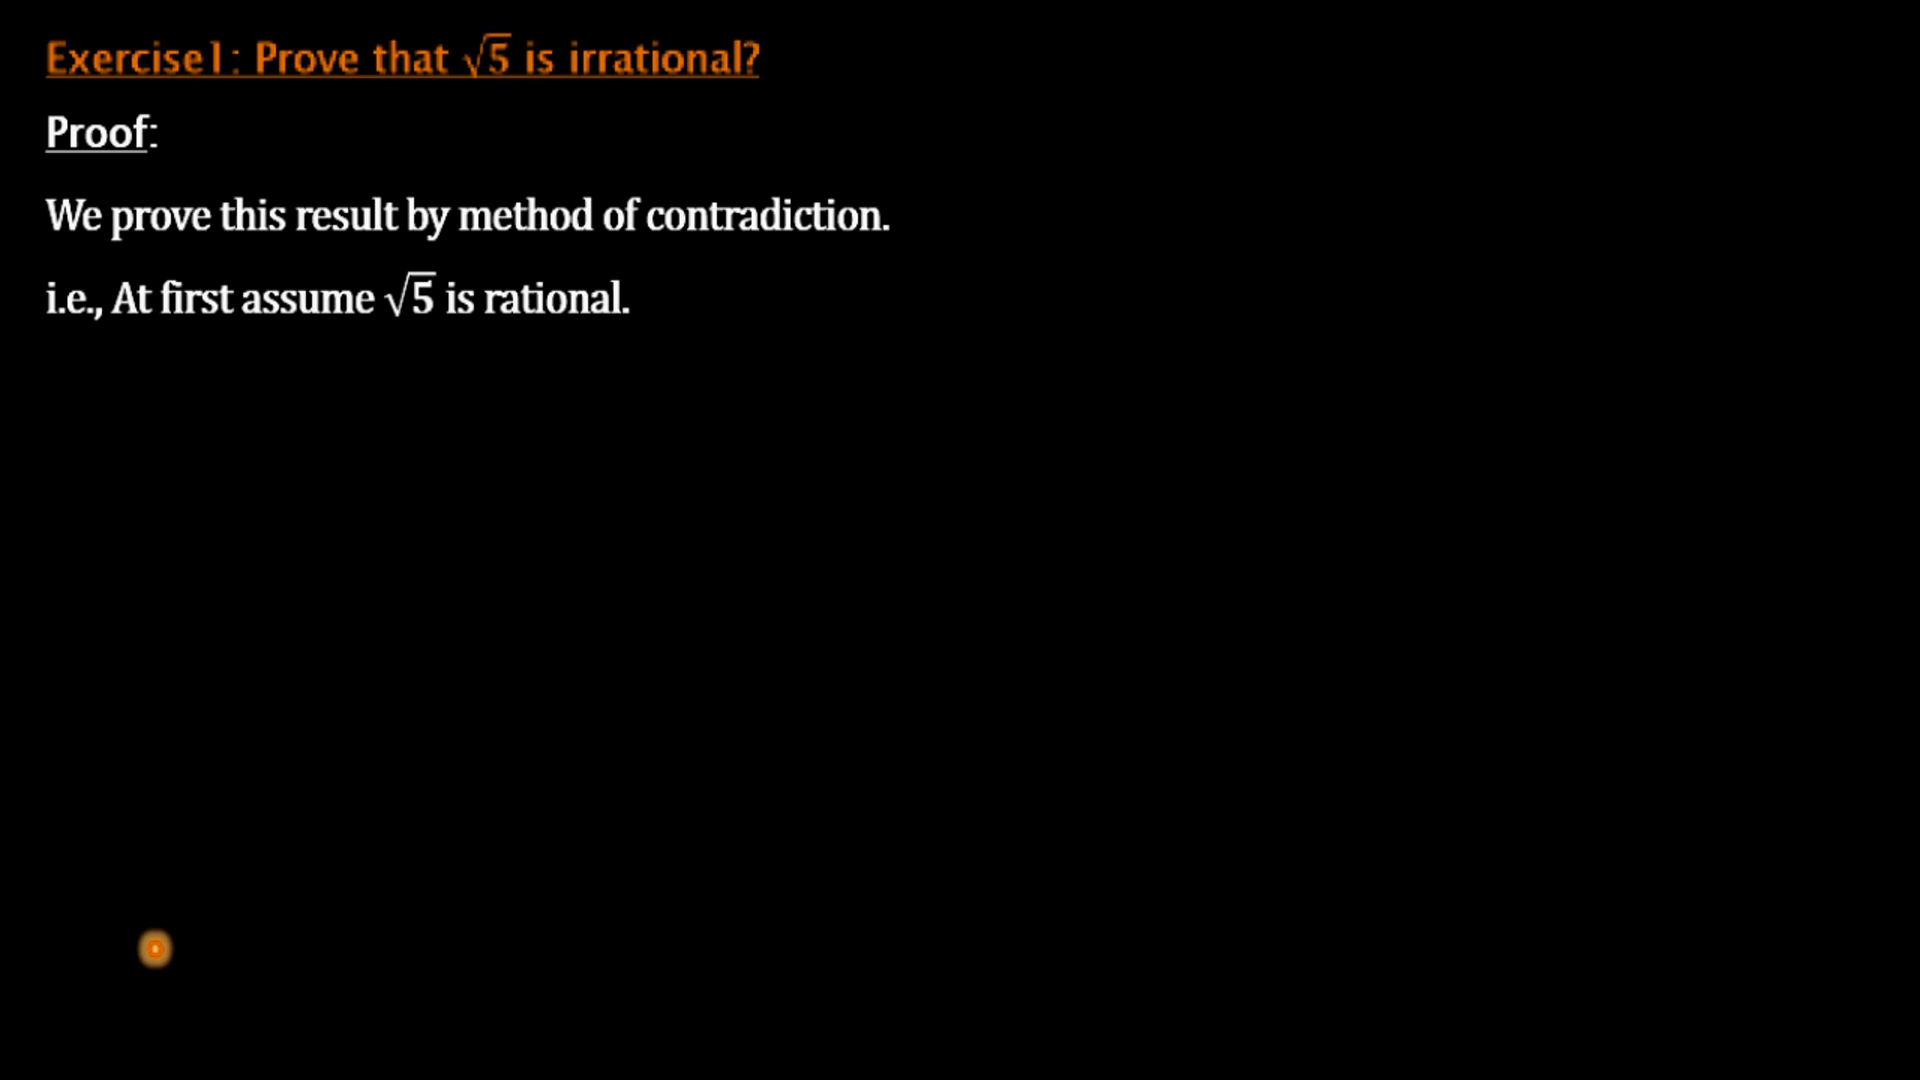 Exercise1: Prove that √5 is irrational?
Proof:
We prove this result by method of contradiction.
i.e., At first assume √5 is rational.